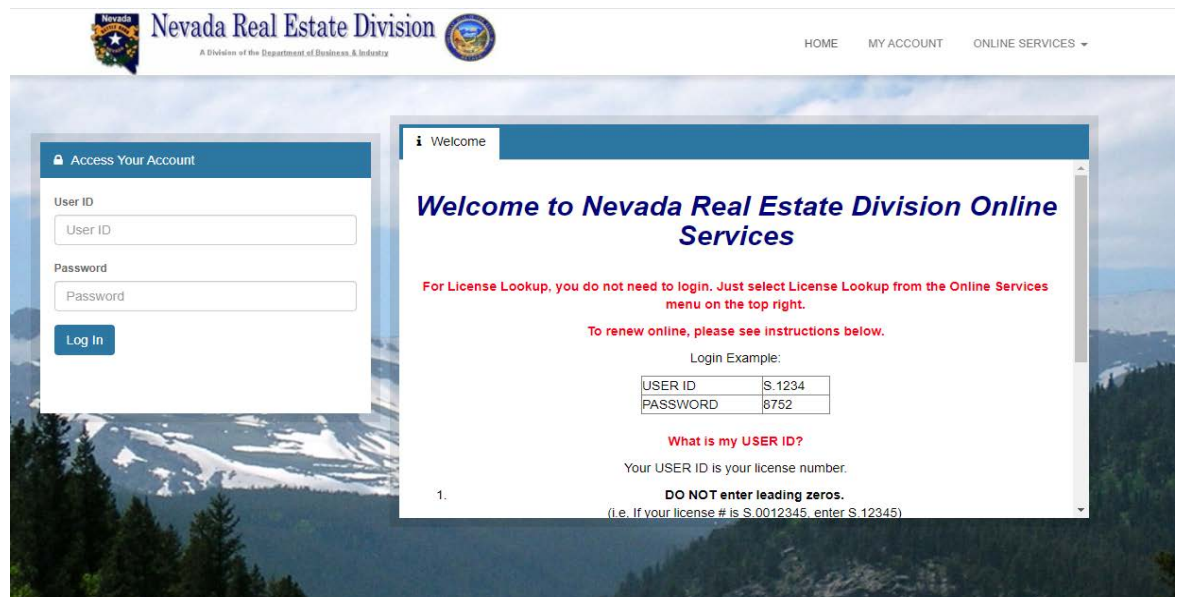 Nevada
Nevada Real Estate Division
A Division of the Department of Business & Industry
HOME MY ACCOUNT ONLINE SERVICES
Access Your Account
User ID
User ID
Password
Password
Log In
i Welcome
Welcome to Nevada Real Estate Division Online
Services
For License Lookup, you do not need to login. Just select License Lookup from the Online Services
menu on the top right.
To renew online, please see instructions below.
Login Example:
USER ID S.1234
PASSWORD 8752
What is my USER ID?
Your USER ID is your license number.
1. DO NOT enter leading zeros.
(i.e. If your license # is S.0012345, enter S.12345)